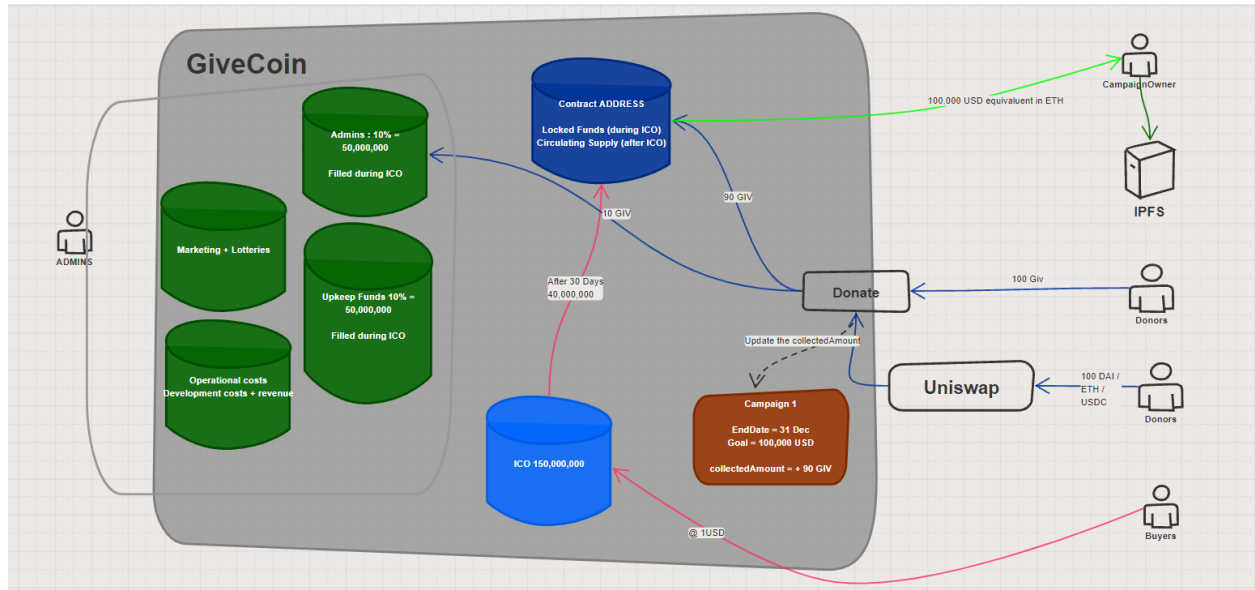 GiveCoin
Contract ADDRESS
Locked Funds (during ICO)
Circulating Supply (after ICO)
Admins : 10% =
50,000,000
Filled during ICO
100,000 USD equivaluent in ETH
CampaignOwner
IPFS
90 GIV
10 GIV
ADMINS
Marketing + Lotteries
Upkeep Funds 10% =
50,000,000
Filled during ICO
After 30 Days
40,000,000
Donate
100 Giv
Donors
Update the collectedAmount
Operational costs
Development costs + revenue
Uniswap
100 DAI /
ETH /
USDC
Donors
Campaign 1
EndDate = 31 Dec
Goal = 100,000 USD
collectedAmount = + 90 GIV
ICO 150,000,000
@ 1USD
Buyers